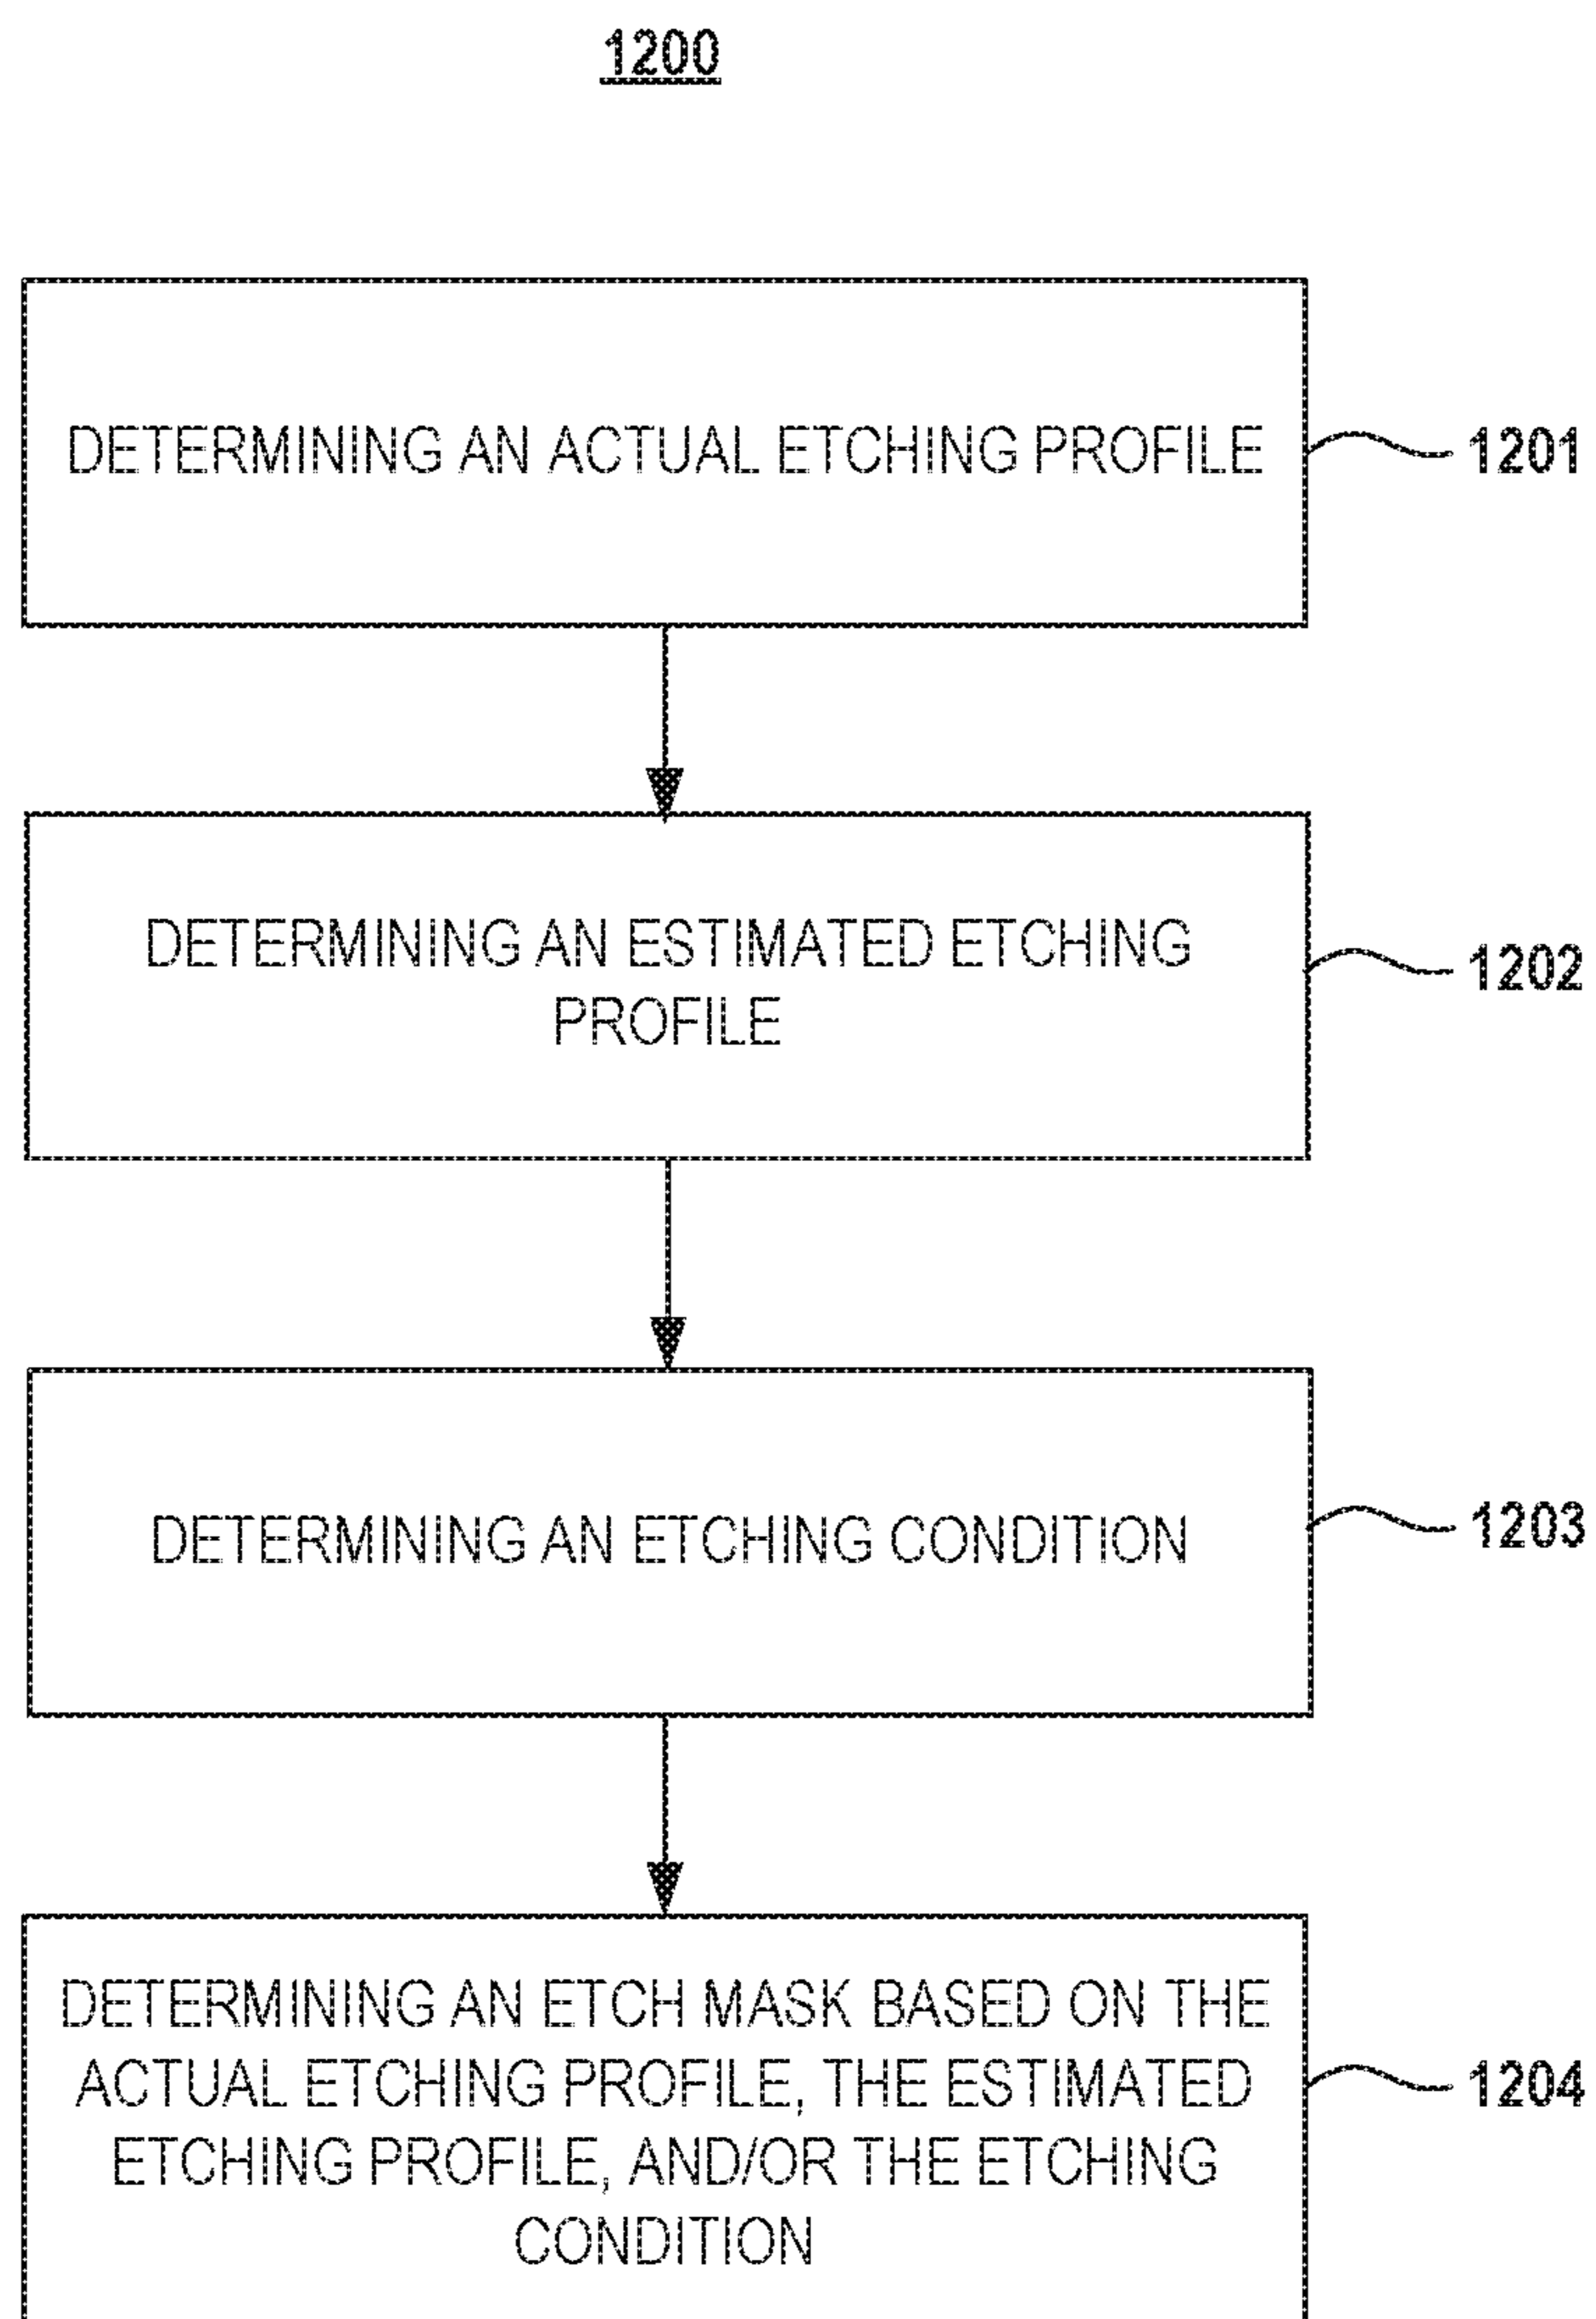 1200
DETERMINING AN ACTUAL ETCHING PROFILE
1201
DETERMINING AN ESTIMATED ETCHING
PROFILE
1202
DETERMINING AN ETCHING CONDITION
1203
DETERMINING AN ETCH MASK BASED ON THE
ACTUAL ETCHING PROFILE, THE ESTIMATED
ETCHING PROFILE, AND/OR THE ETCHING
CONDITION
1204